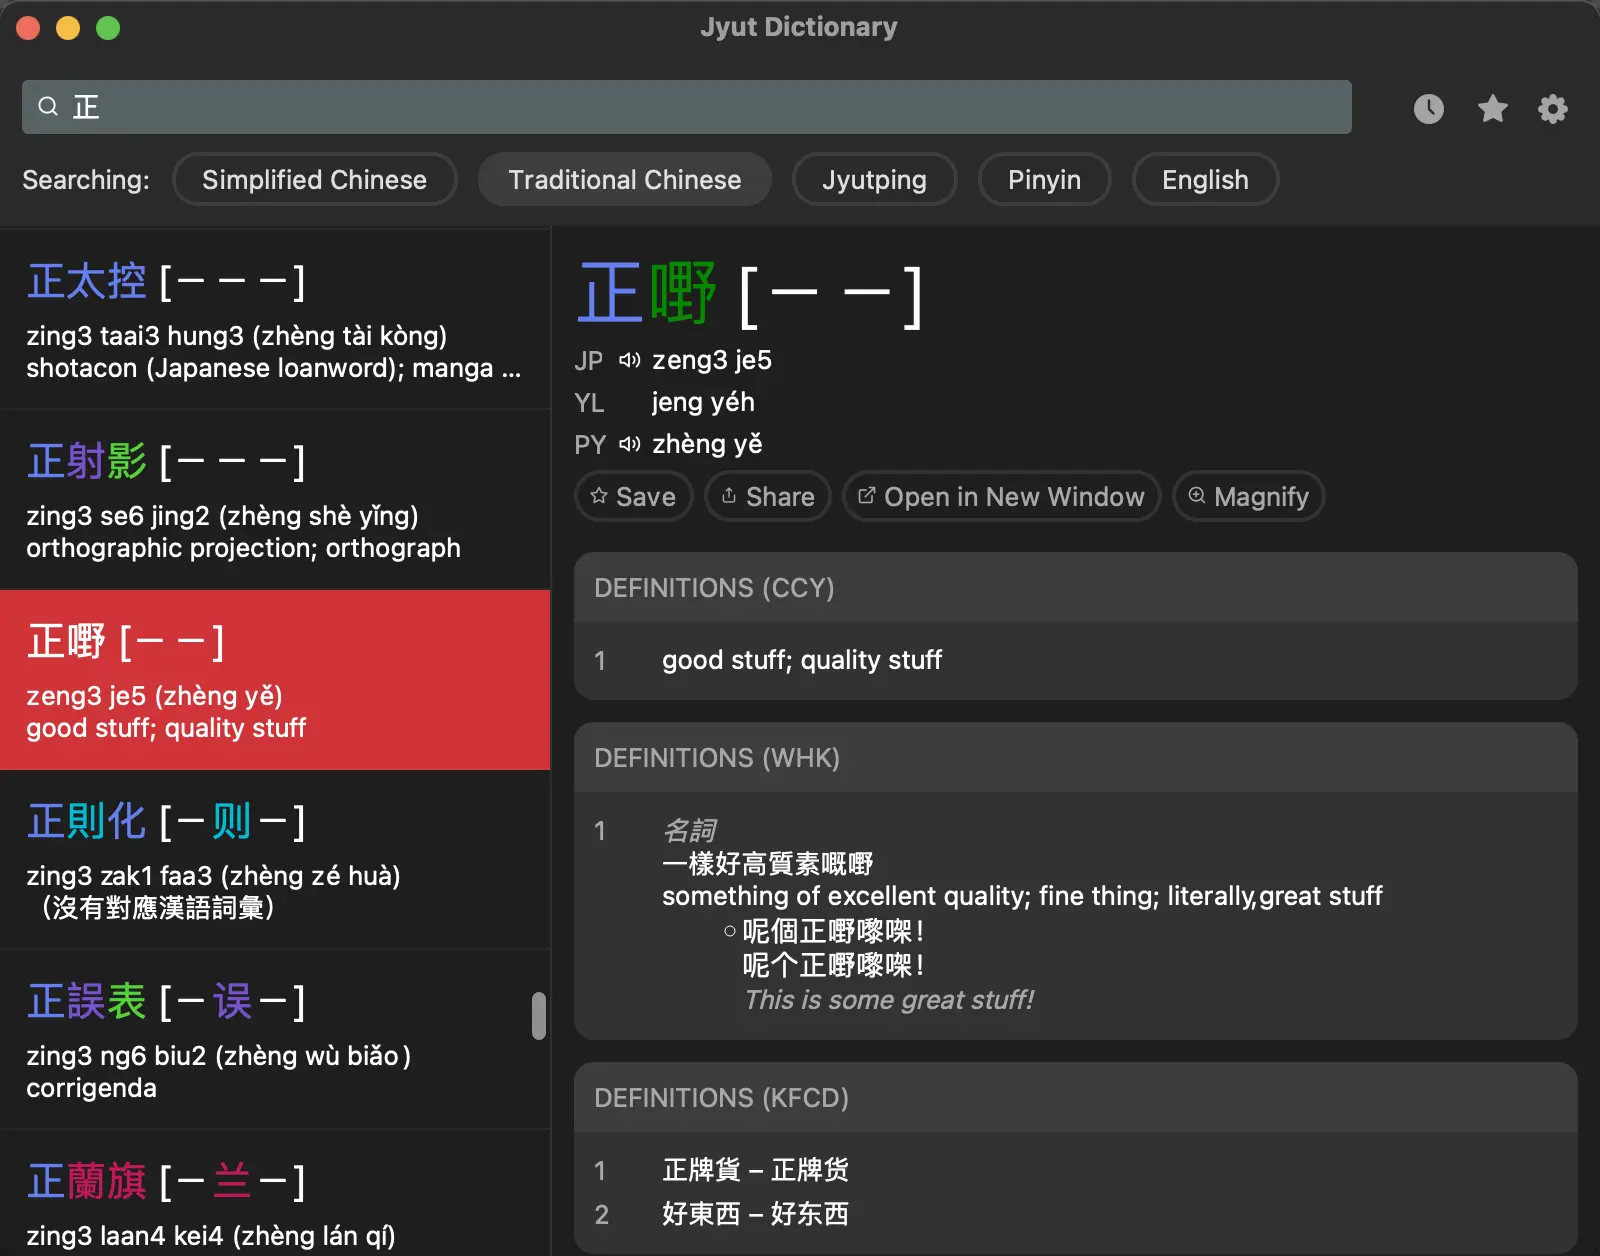 Jyut Dictionary
正
Searching:
Simplified Chinese
Traditional Chinese
Jyutping
Pinyin
English
正太控 [－－－]
zing3 taai3 hung3 (zhèng tài kòng)
shotacon (Japanese loanword); manga ...
正射影 [－－－]
zing3 se6 jing2 (zhèng shè yǐng)
orthographic projection; orthograph
正嘢 [－－]
zeng3 je5 (zhèng yě)
good stuff; quality stuff
正則化 [－则－]
zing3 zak1 faa3 (zhèng zé huà)
（沒有對應漢語詞彙）
正誤表 [－误－]
zing3 ng6 biu2 (zhèng wù biǎo)
corrigenda
正蘭旗 [－兰－]
zing3 laan4 kei4 (zhèng lán qí)
正嘢 [－－]
JP zeng3 je5
YL jeng yéh
PY zhèng yě
Save
Share
Open in New Window
Magnify
DEFINITIONS (CCY)
1 good stuff; quality stuff
DEFINITIONS (WHK)
1 名詞
一樣好高質素嘅嘢
something of excellent quality; fine thing; literally,great stuff
○ 呢個正嘢嚟㗎！
呢个正嘢嚟㗎！
This is some great stuff!
DEFINITIONS (KFCD)
1 正牌貨 – 正牌货
2 好東西 – 好东西